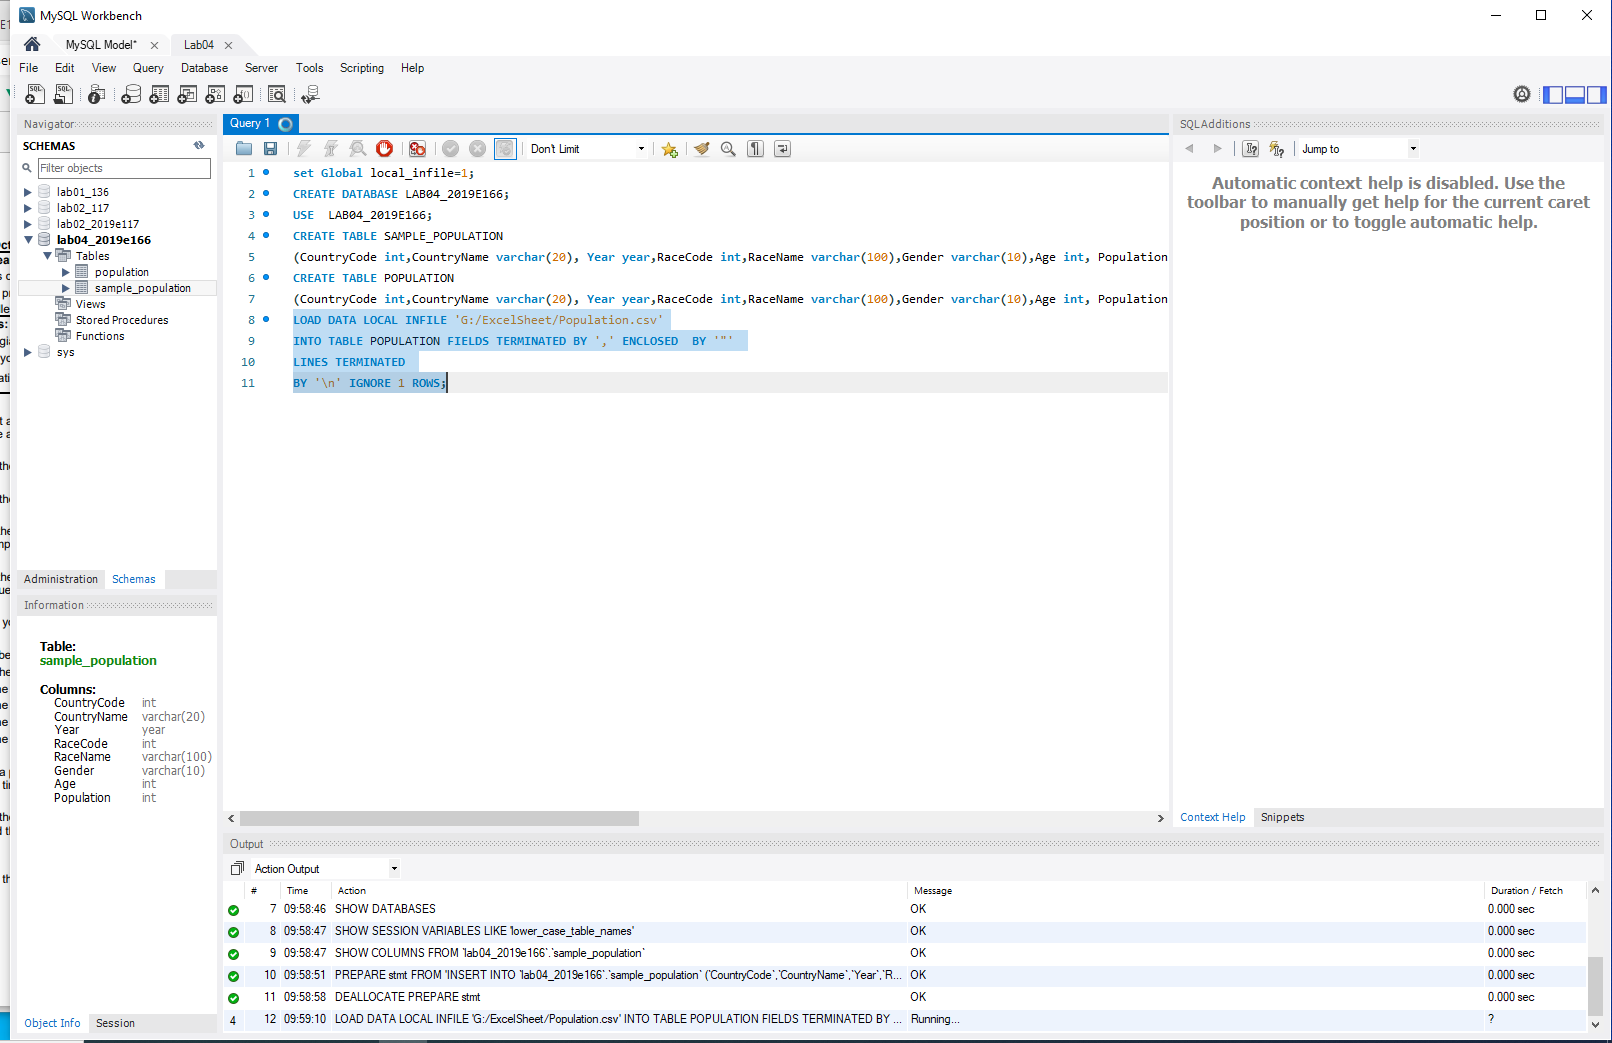 MySQL Workbench
MySQL Model*
Lab04
File Edit View Query Database Server Tools Scripting Help
Navigator
SCHEMAS
Filter objects
lab01_136
lab02_117
lab02_2019e117
lab04_2019e166
Tables
population
sample_population
Views
Stored Procedures
Functions
sys
Administration Schemas
Information
Table:
sample_population
Columns:
CountryCode int
CountryName varchar(20)
Year year
RaceCode int
RaceName varchar(100)
Gender varchar(10)
Age int
Population int
Object Info Session
Query 1
Don't Limit
1 set Global local_infile=1;
2 CREATE DATABASE LAB04_2019E166;
3 USE  LAB04_2019E166;
4 CREATE TABLE SAMPLE_POPULATION
5 (CountryCode int,CountryName varchar(20), Year year,RaceCode int,RaceName varchar(100),Gender varchar(10),Age int, Population
6 CREATE TABLE POPULATION
7 (CountryCode int,CountryName varchar(20), Year year,RaceCode int,RaceName varchar(100),Gender varchar(10),Age int, Population
8 LOAD DATA LOCAL INFILE 'G:/ExcelSheet/Population.csv'
9 INTO TABLE POPULATION FIELDS TERMINATED BY ',' ENCLOSED  BY '"'
10 LINES TERMINATED
11 BY '\n' IGNORE 1 ROWS;
SQLAdditions
Jump to
Automatic context help is disabled. Use the
toolbar to manually get help for the current caret
position or to toggle automatic help.
Context Help Snippets
Output
Action Output
# Time Action Message Duration / Fetch
7 09:58:46 SHOW DATABASES OK 0.000 sec
8 09:58:47 SHOW SESSION VARIABLES LIKE 'lower_case_table_names' OK 0.000 sec
9 09:58:47 SHOW COLUMNS FROM `lab04_2019e166`.`sample_population` OK 0.000 sec
10 09:58:51 PREPARE stmt FROM 'INSERT INTO `lab04_2019e166`.`sample_population` (`CountryCode`,`CountryName`,`Year`,`R... OK 0.000 sec
11 09:58:58 DEALLOCATE PREPARE stmt OK 0.000 sec
4 12 09:59:10 LOAD DATA LOCAL INFILE 'G:/ExcelSheet/Population.csv' INTO TABLE POPULATION FIELDS TERMINATED BY ... Running... ?